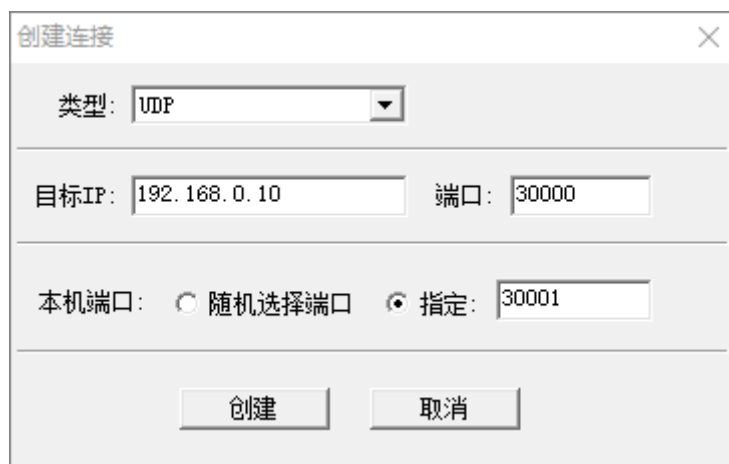 创建连接
类型: UDP
目标IP: 192.168.0.10 端口: 30000
本机端口: 随机选择端口 指定: 30001
创建 取消